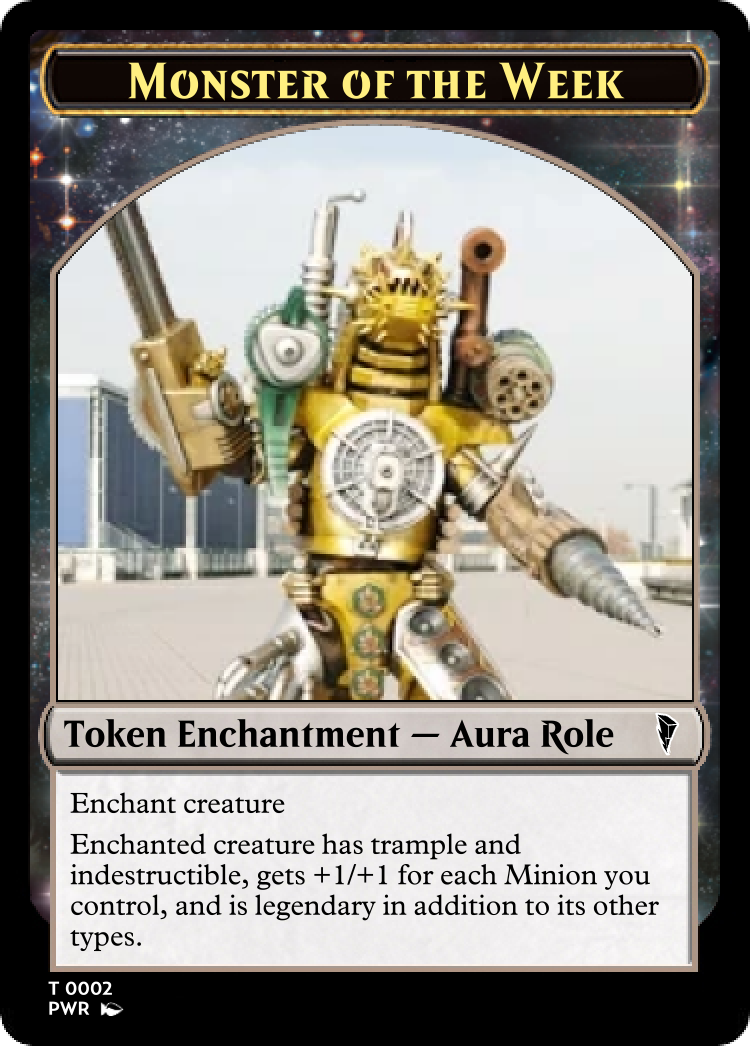 Monster of the Week
Token Enchantment — Aura Role
Enchant creature
Enchanted creature has trample and
indestructible, gets +1/+1 for each Minion you
control, and is legendary in addition to its other
types.
T 0002
PWR